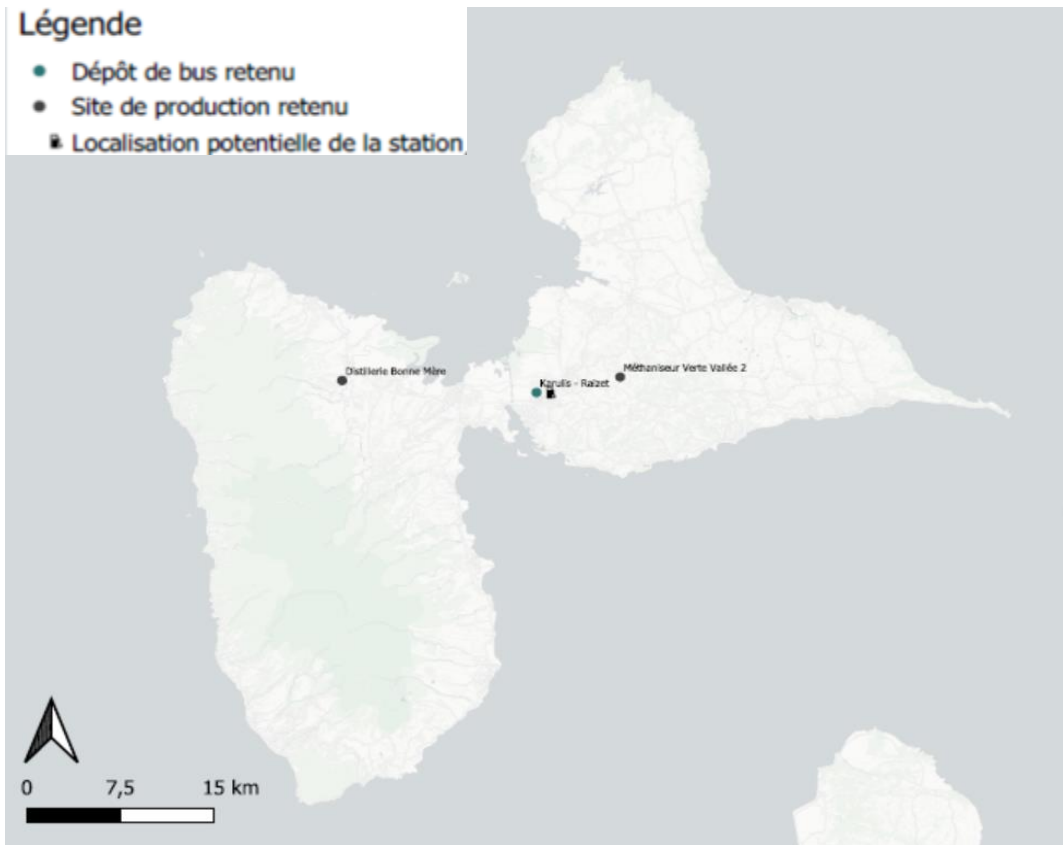 Légende
Dépôt de bus retenu
Site de production retenu
Localisation potentielle de la station
Distillerie Bonne Mère
Méthaniseur Verte Vallée 2
Karulis - Raizet
0 7,5 15 km